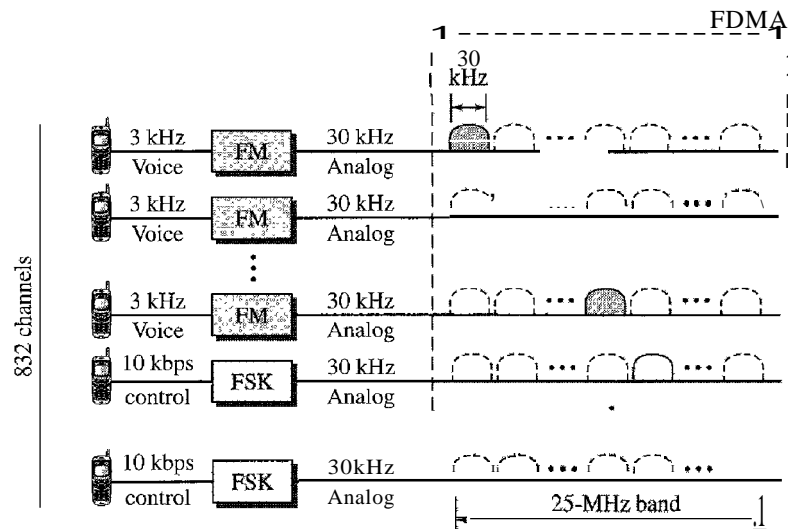 FDMA
30
kHz
3 kHz
Voice
FM
30 kHz
Analog
3 kHz
Voice
FM
30 kHz
Analog
3 kHz
Voice
FM
30 kHz
Analog
10 kbps
control
FSK
30 kHz
Analog
10 kbps
control
FSK
30kHz
Analog
832 channels
25-MHz band